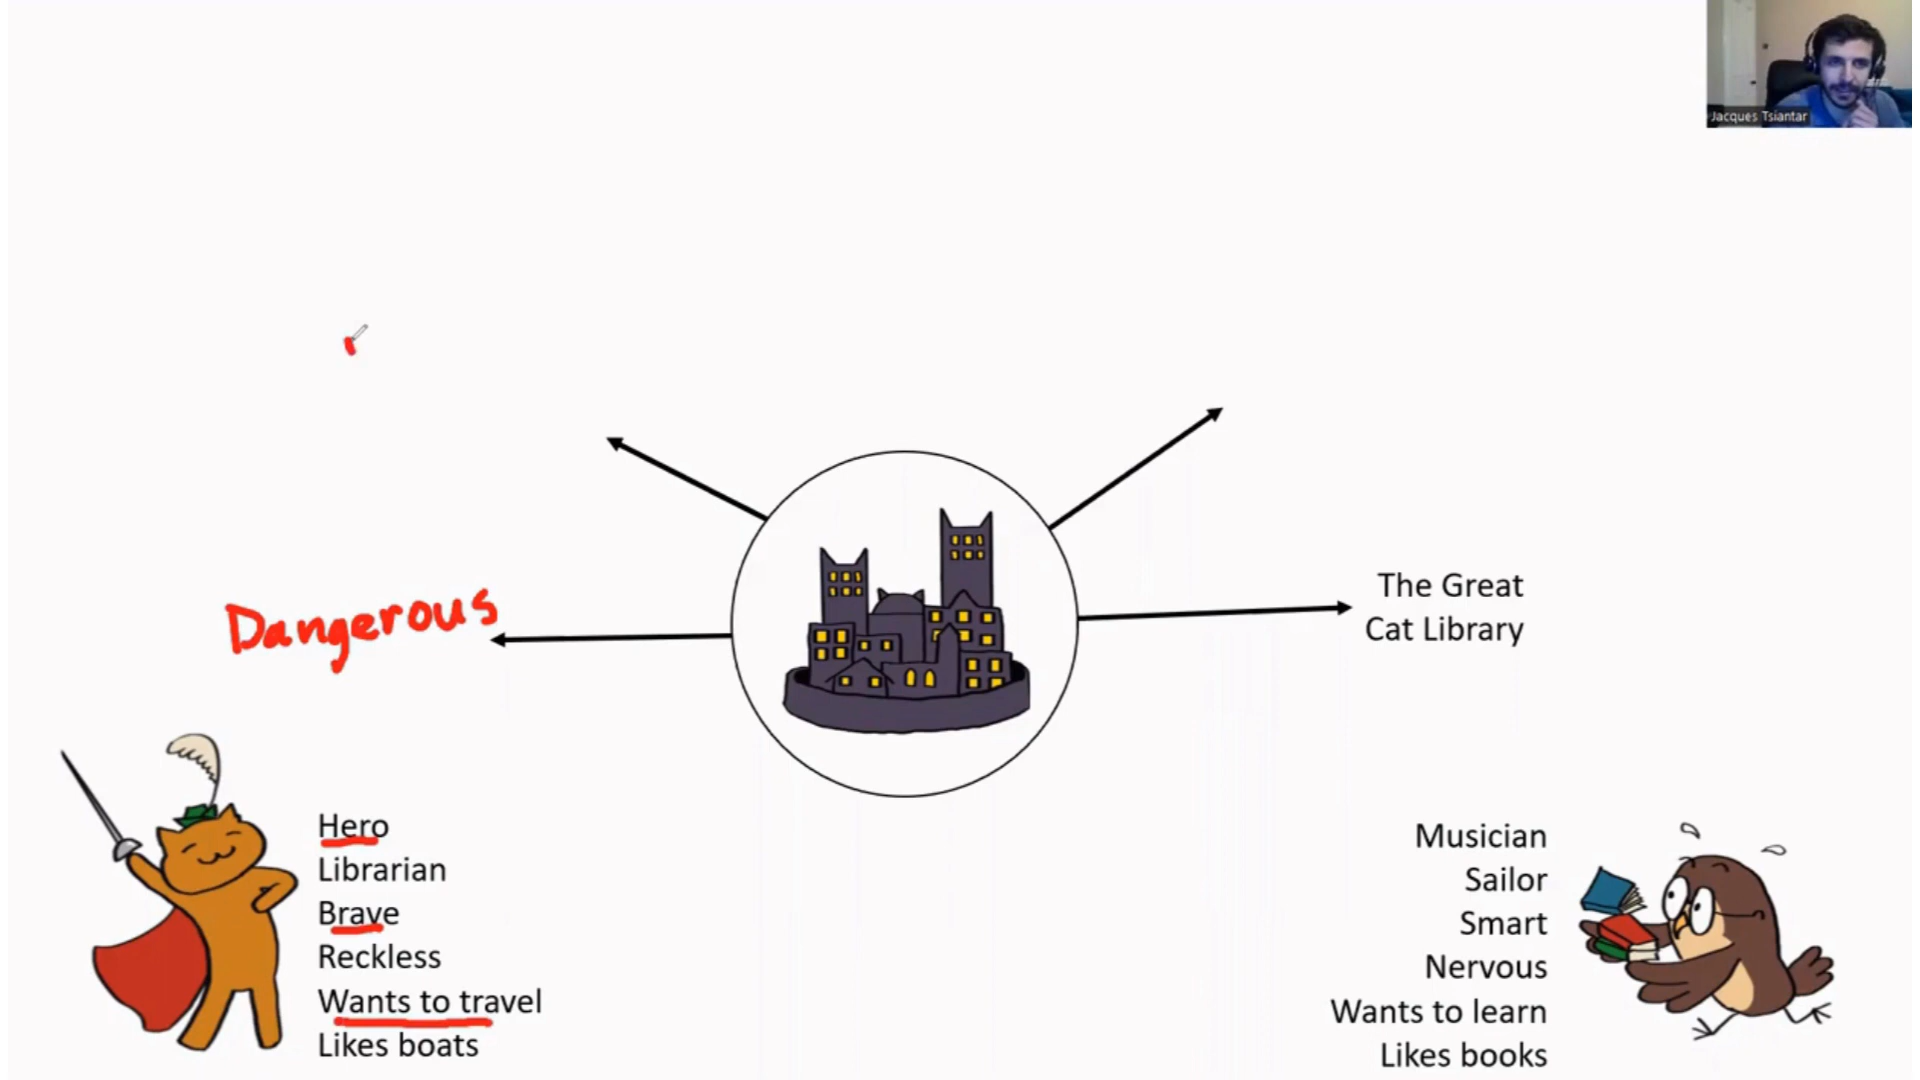 Jacques Tsiantar
Dangerous
The Great
Cat Library
Hero
Librarian
Brave
Reckless
Wants to travel
Likes boats
Musician
Sailor
Smart
Nervous
Wants to learn
Likes books